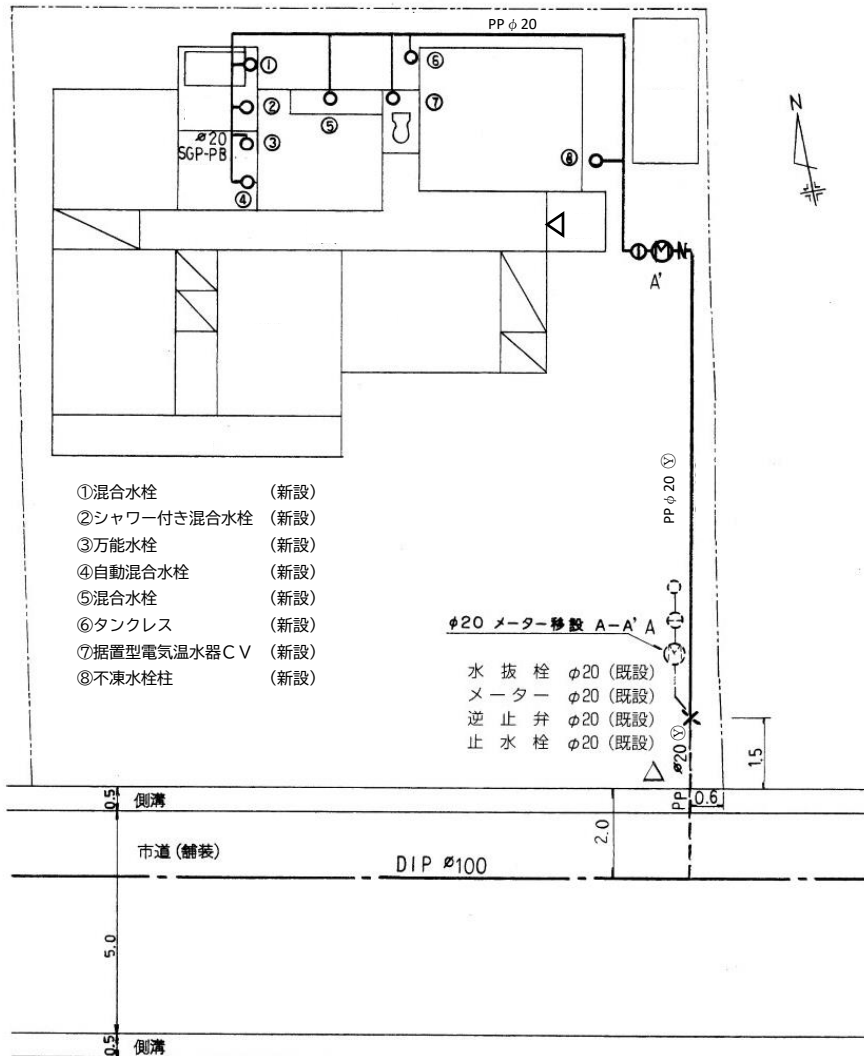 PP φ 20
①
②
③
④
⑤
⑥
⑦
⑧
ø20
SGP-PB
N
M
A'
PP φ 20 Ⓨ
①混合水栓 (新設)
②シャワー付き混合水栓 (新設)
③万能水栓 (新設)
④自動混合水栓 (新設)
⑤混合水栓 (新設)
⑥タンクレス (新設)
⑦据置型電気温水器CV (新設)
⑧不凍水栓柱 (新設)
φ20 メーター移設 A-A' A
M
水抜栓 φ20 (既設)
メーター φ20 (既設)
逆止弁 φ20 (既設)
止水栓 φ20 (既設)
PP ø20 Ⓨ
1.5
0.6
0.5
側溝
2.0
市道 (舗装)
DIP ø100
5.0
0.5
側溝